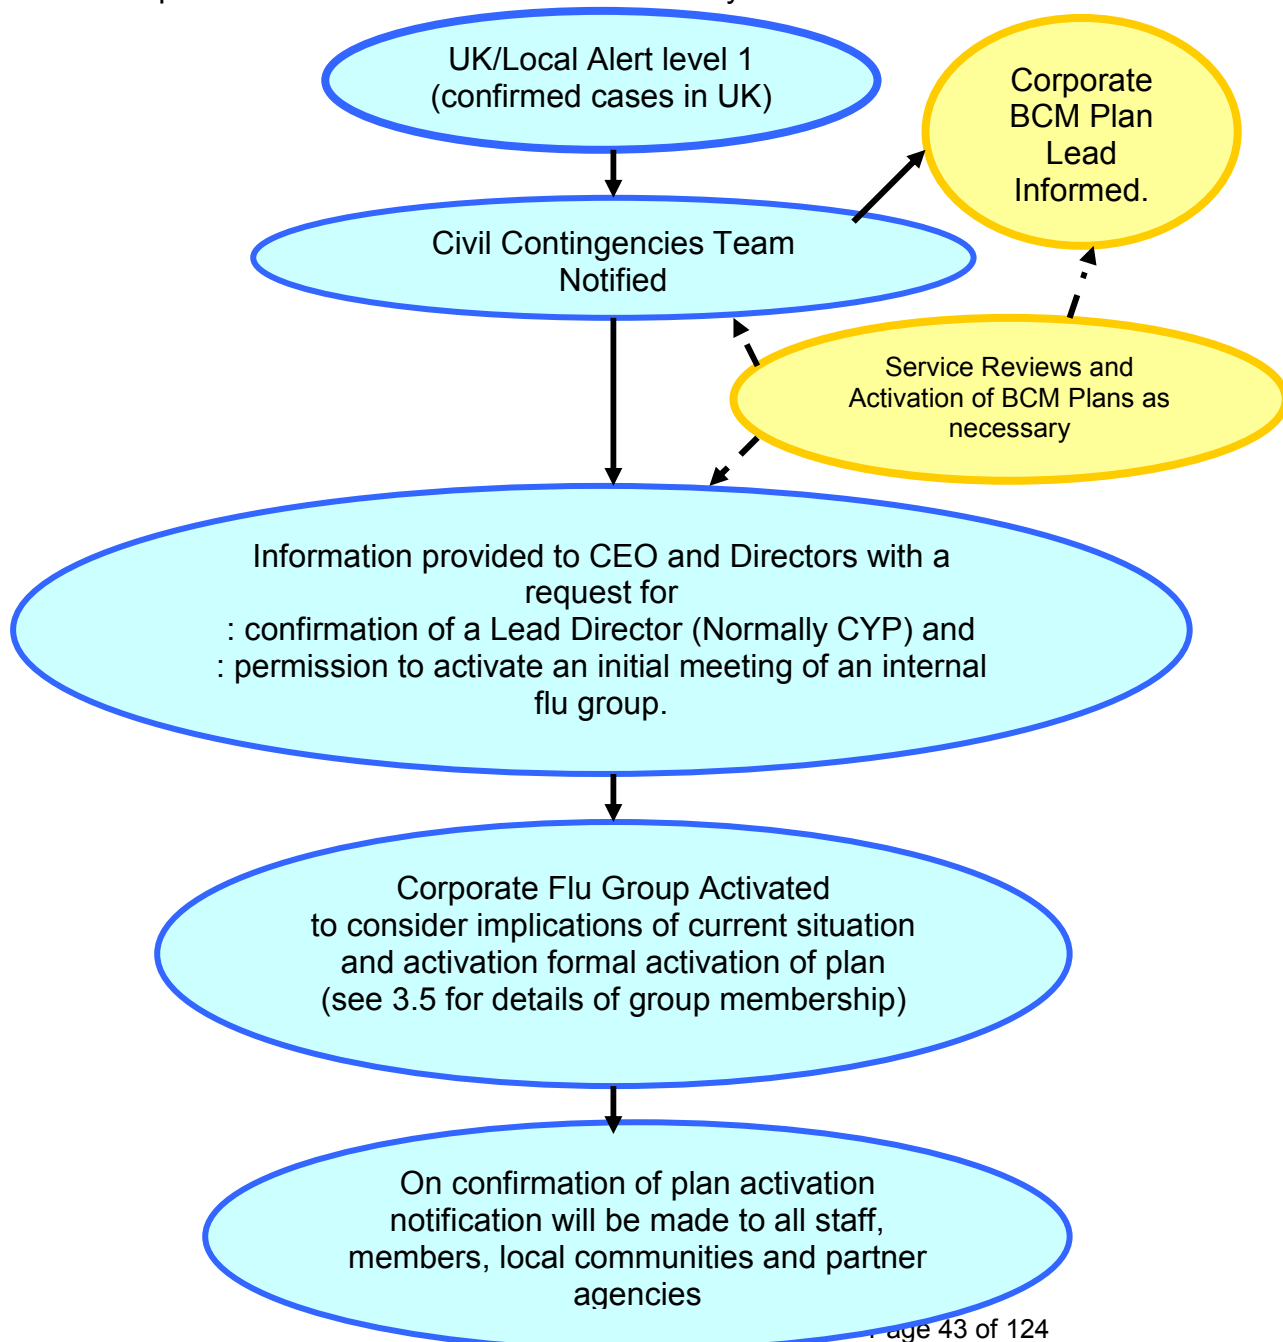 UK/Local Alert level 1
(confirmed cases in UK)
Corporate
BCM Plan
Lead
Informed.
Civil Contingencies Team
Notified
Service Reviews and
Activation of BCM Plans as
necessary
Information provided to CEO and Directors with a
request for
: confirmation of a Lead Director (Normally CYP) and
: permission to activate an initial meeting of an internal
flu group.
Corporate Flu Group Activated
to consider implications of current situation
and activation formal activation of plan
(see 3.5 for details of group membership)
On confirmation of plan activation
notification will be made to all staff,
members, local communities and partner
agencies
Page 43 of 124